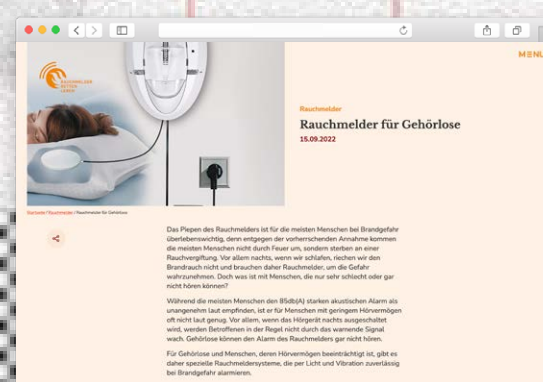 RAUCHMELDER
RETTEN
LEBEN
MENU
Rauchmelder
Rauchmelder für Gehörlose
15.09.2022
Startseite / Rauchmelder / Rauchmelder für Gehörlose
Das Piepen des Rauchmelders ist für die meisten Menschen bei Brandgefahr
überlebenswichtig, denn entgegen der vorherrschenden Annahme kommen
die meisten Menschen nicht durch Feuer um, sondern sterben an einer
Rauchvergiftung. Vor allem nachts, wenn wir schlafen, riechen wir den
Brandrauch nicht und brauchen daher Rauchmelder, um die Gefahr
wahrzunehmen. Doch was ist mit Menschen, die nur sehr schlecht oder gar
nicht hören können?
Während die meisten Menschen den 85db(A) starken akustischen Alarm als
unangenehm laut empfinden, ist er für Menschen mit geringem Hörvermögen
oft nicht laut genug. Vor allem, wenn das Hörgerät nachts ausgeschaltet
wird, werden Betroffenen in der Regel nicht durch das warnende Signal
wach. Gehörlose können den Alarm des Rauchmelders gar nicht hören.
Für Gehörlose und Menschen, deren Hörvermögen beeinträchtigt ist, gibt es
daher spezielle Rauchmeldersysteme, die per Licht und Vibration zuverlässig
bei Brandgefahr alarmieren.